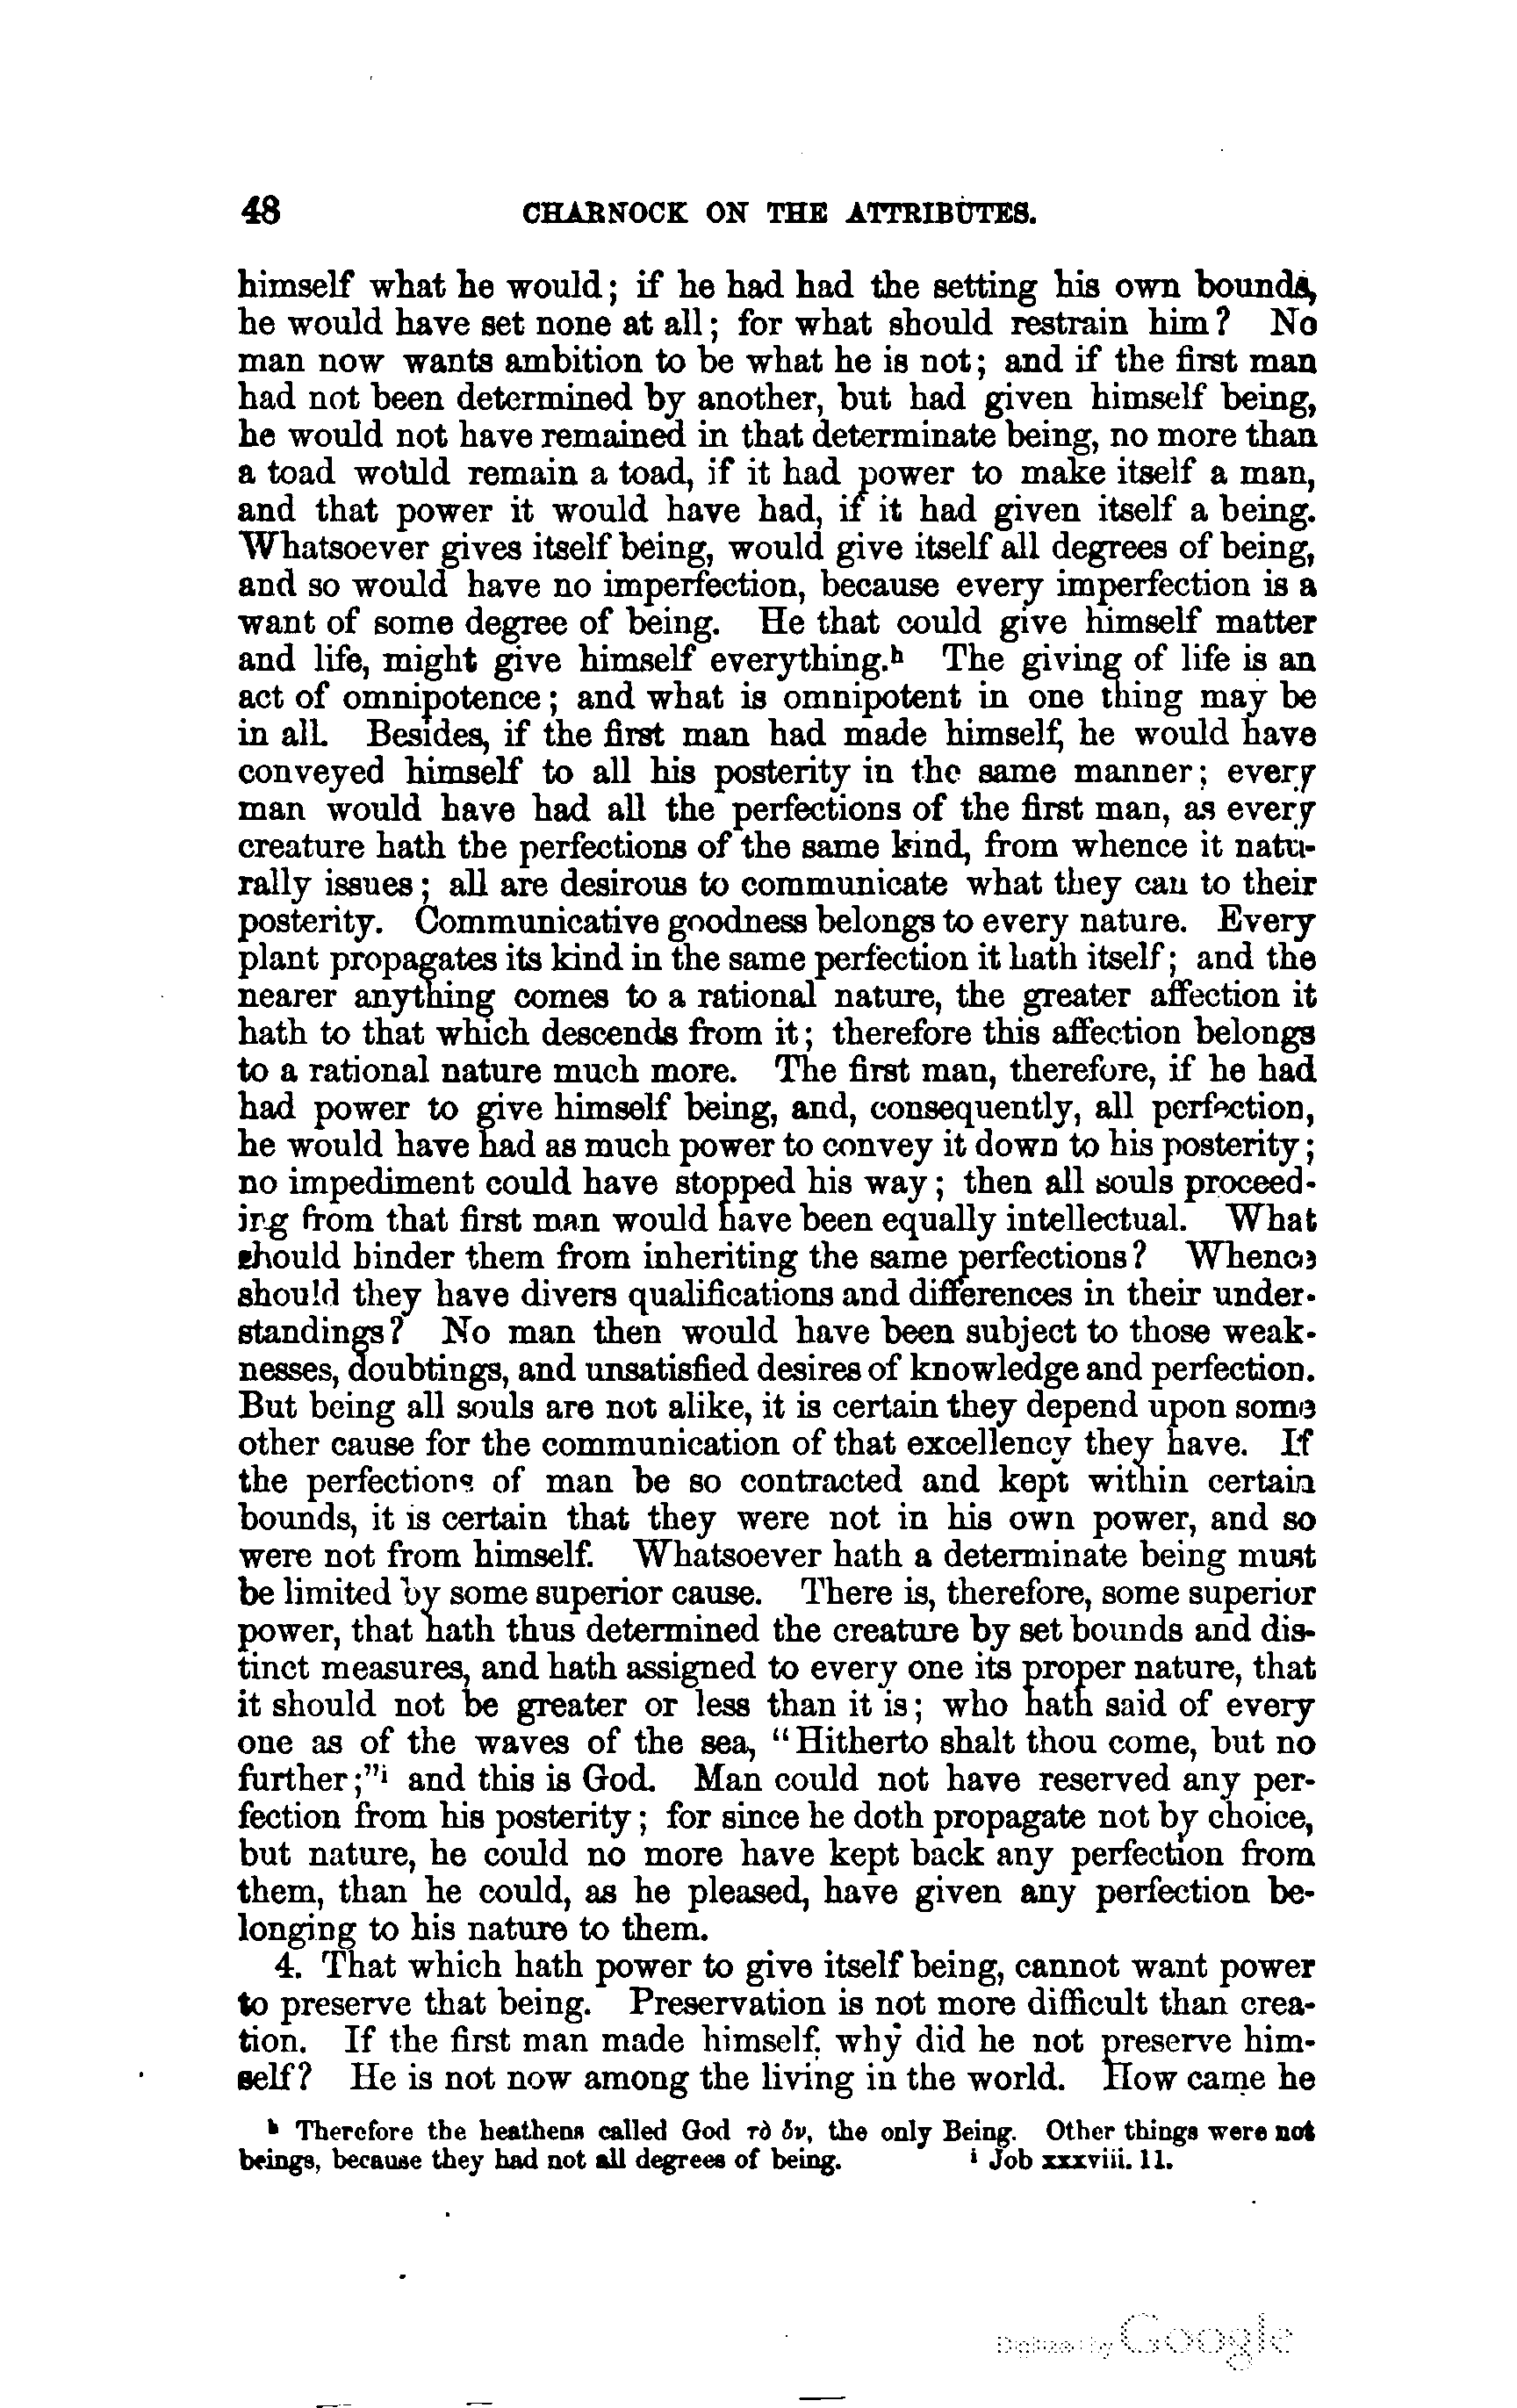 48 CHARNOCK ON THE ATTRIBUTES.
himself what he would; if he had had the setting his own bounds,
he would have set none at all; for what should restrain him? No
man now wants ambition to be what he is not; and if the first man
had not been determined by another, but had given himself being,
he would not have remained in that determinate being, no more than
a toad would remain a toad, if it had power to make itself a man,
and that power it would have had, if it had given itself a being.
Whatsoever gives itself being, would give itself all degrees of being,
and so would have no imperfection, because every imperfection is a
want of some degree of being. He that could give himself matter
and life, might give himself everything.h The giving of life is an
act of omnipotence; and what is omnipotent in one thing may be
in all. Besides, if the first man had made himself, he would have
conveyed himself to all his posterity in the same manner; every
man would have had all the perfections of the first man, as every
creature hath the perfections of the same kind, from whence it natu-
rally issues; all are desirous to communicate what they can to their
posterity. Communicative goodness belongs to every nature. Every
plant propagates its kind in the same perfection it hath itself; and the
nearer anything comes to a rational nature, the greater affection it
hath to that which descends from it; therefore this affection belongs
to a rational nature much more. The first man, therefore, if he had
had power to give himself being, and, consequently, all perfection,
he would have had as much power to convey it down to his posterity;
no impediment could have stopped his way; then all souls proceed-
ing from that first man would have been equally intellectual. What
should hinder them from inheriting the same perfections? Whence
should they have divers qualifications and differences in their under-
standings? No man then would have been subject to those weak-
nesses, doubtings, and unsatisfied desires of knowledge and perfection.
But being all souls are not alike, it is certain they depend upon some
other cause for the communication of that excellency they have. If
the perfections of man be so contracted and kept within certain
bounds, it is certain that they were not in his own power, and so
were not from himself. Whatsoever hath a determinate being must
be limited by some superior cause. There is, therefore, some superior
power, that hath thus determined the creature by set bounds and dis-
tinct measures, and hath assigned to every one its proper nature, that
it should not be greater or less than it is; who hath said of every
one as of the waves of the sea, "Hitherto shalt thou come, but no
further;"i and this is God. Man could not have reserved any per-
fection from his posterity; for since he doth propagate not by choice,
but nature, he could no more have kept back any perfection from
them, than he could, as he pleased, have given any perfection be-
longing to his nature to them.
4. That which hath power to give itself being, cannot want power
to preserve that being. Preservation is not more difficult than crea-
tion. If the first man made himself, why did he not preserve him-
self? He is not now among the living in the world. How came he
h Therefore the heathens called God τὸ ὄν, the only Being. Other things were not
beings, because they had not all degrees of being. i Job xxxviii. 11.
Digitized by Google